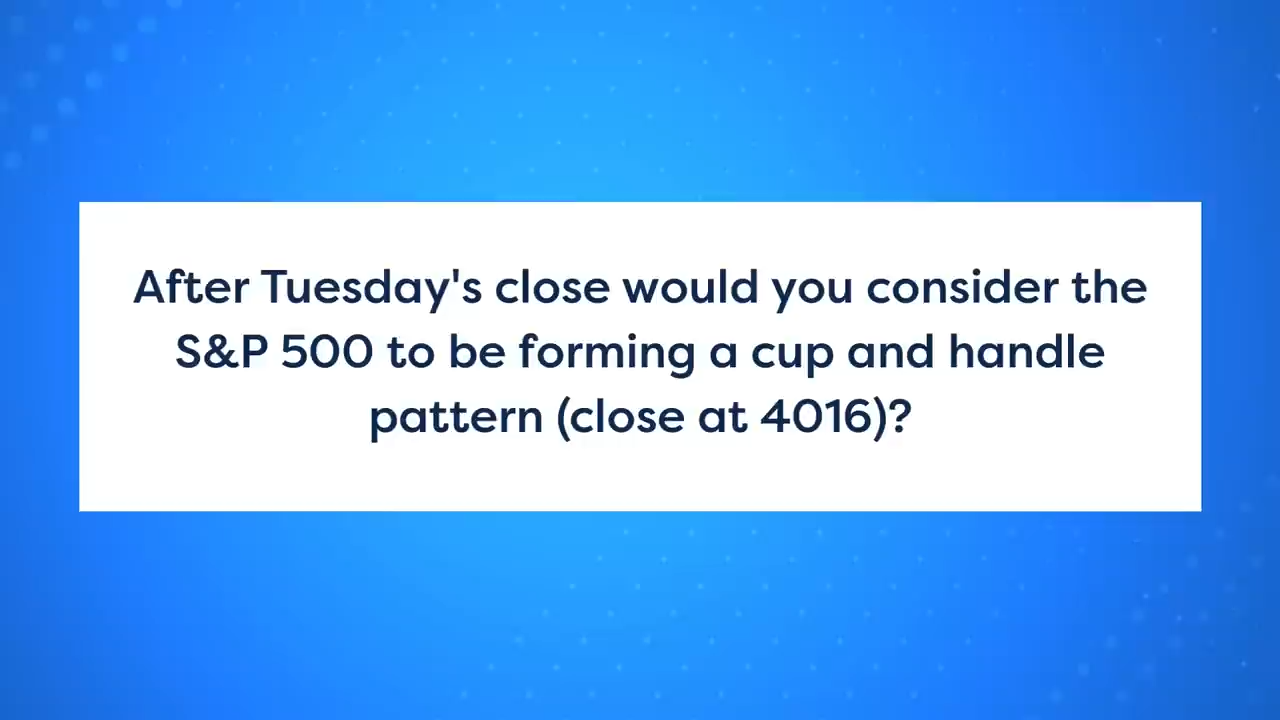 After Tuesday's close would you consider the
S&P 500 to be forming a cup and handle
pattern (close at 4016)?